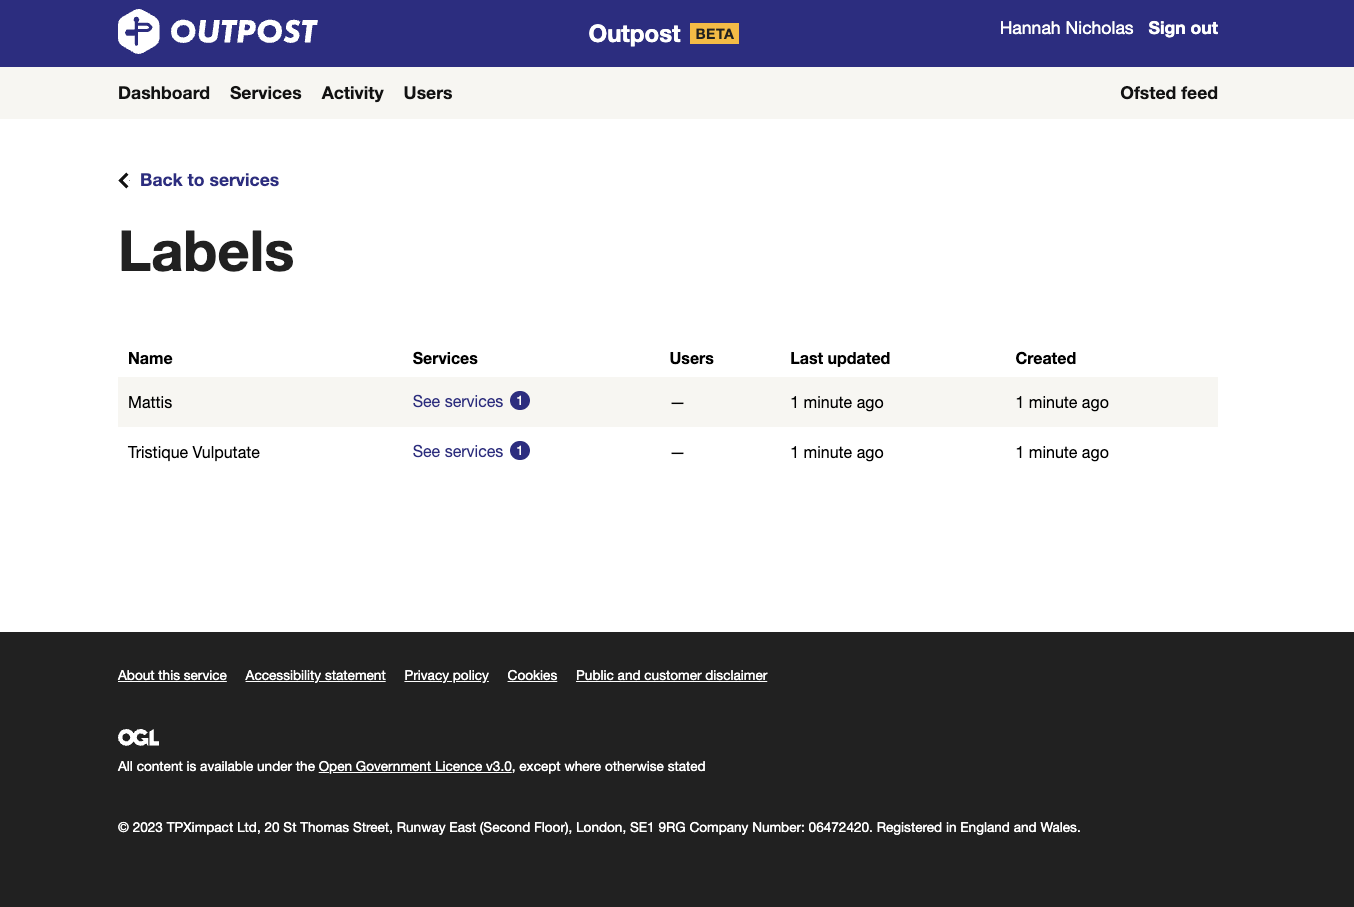 OUTPOST
Outpost BETA
Hannah Nicholas Sign out
Dashboard Services Activity Users Ofsted feed
Back to services
Labels
Name Services Users Last updated Created
Mattis See services 1 — 1 minute ago 1 minute ago
Tristique Vulputate See services 1 — 1 minute ago 1 minute ago
About this service Accessibility statement Privacy policy Cookies Public and customer disclaimer
OGL
All content is available under the Open Government Licence v3.0, except where otherwise stated
© 2023 TPXimpact Ltd, 20 St Thomas Street, Runway East (Second Floor), London, SE1 9RG Company Number: 06472420. Registered in England and Wales.